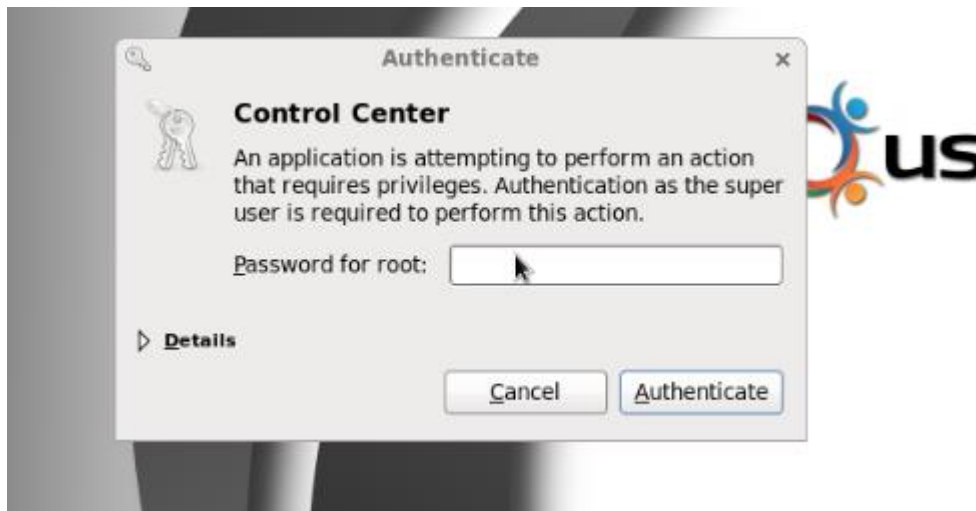 Authenticate
Control Center
An application is attempting to perform an action
that requires privileges. Authentication as the super
user is required to perform this action.
Password for root:
Details
Cancel Authenticate